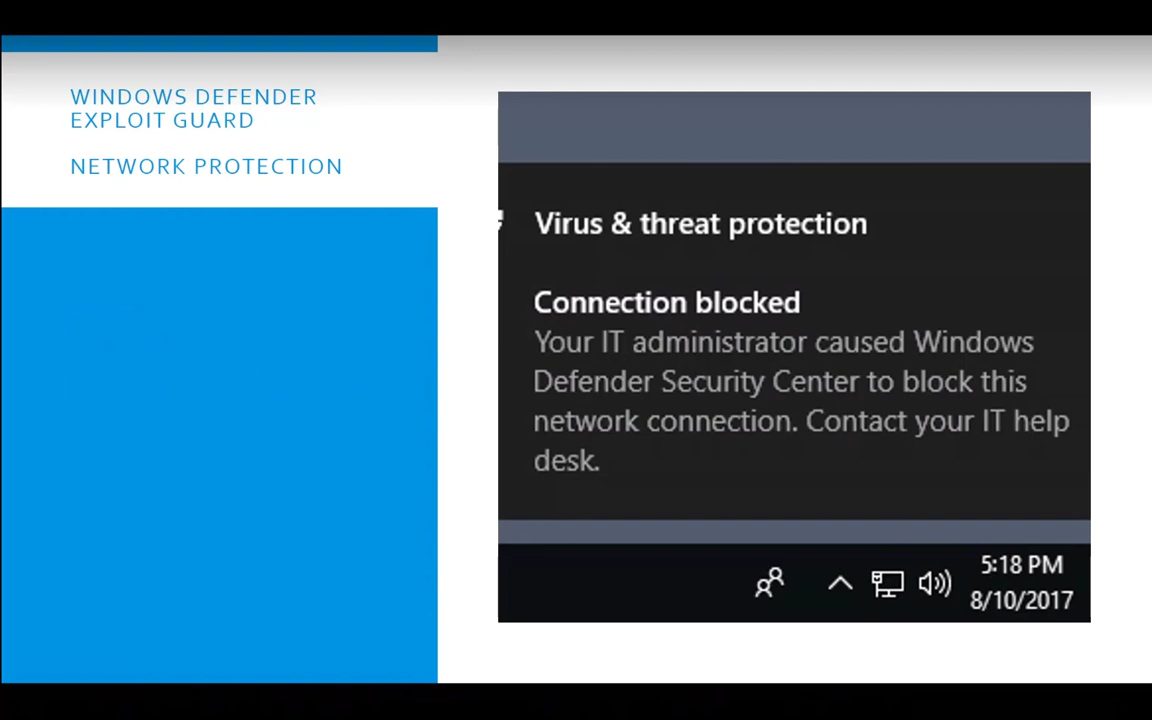 WINDOWS DEFENDER
EXPLOIT GUARD
NETWORK PROTECTION
Virus & threat protection
Connection blocked
Your IT administrator caused Windows
Defender Security Center to block this
network connection. Contact your IT help
desk.
5:18 PM
8/10/2017